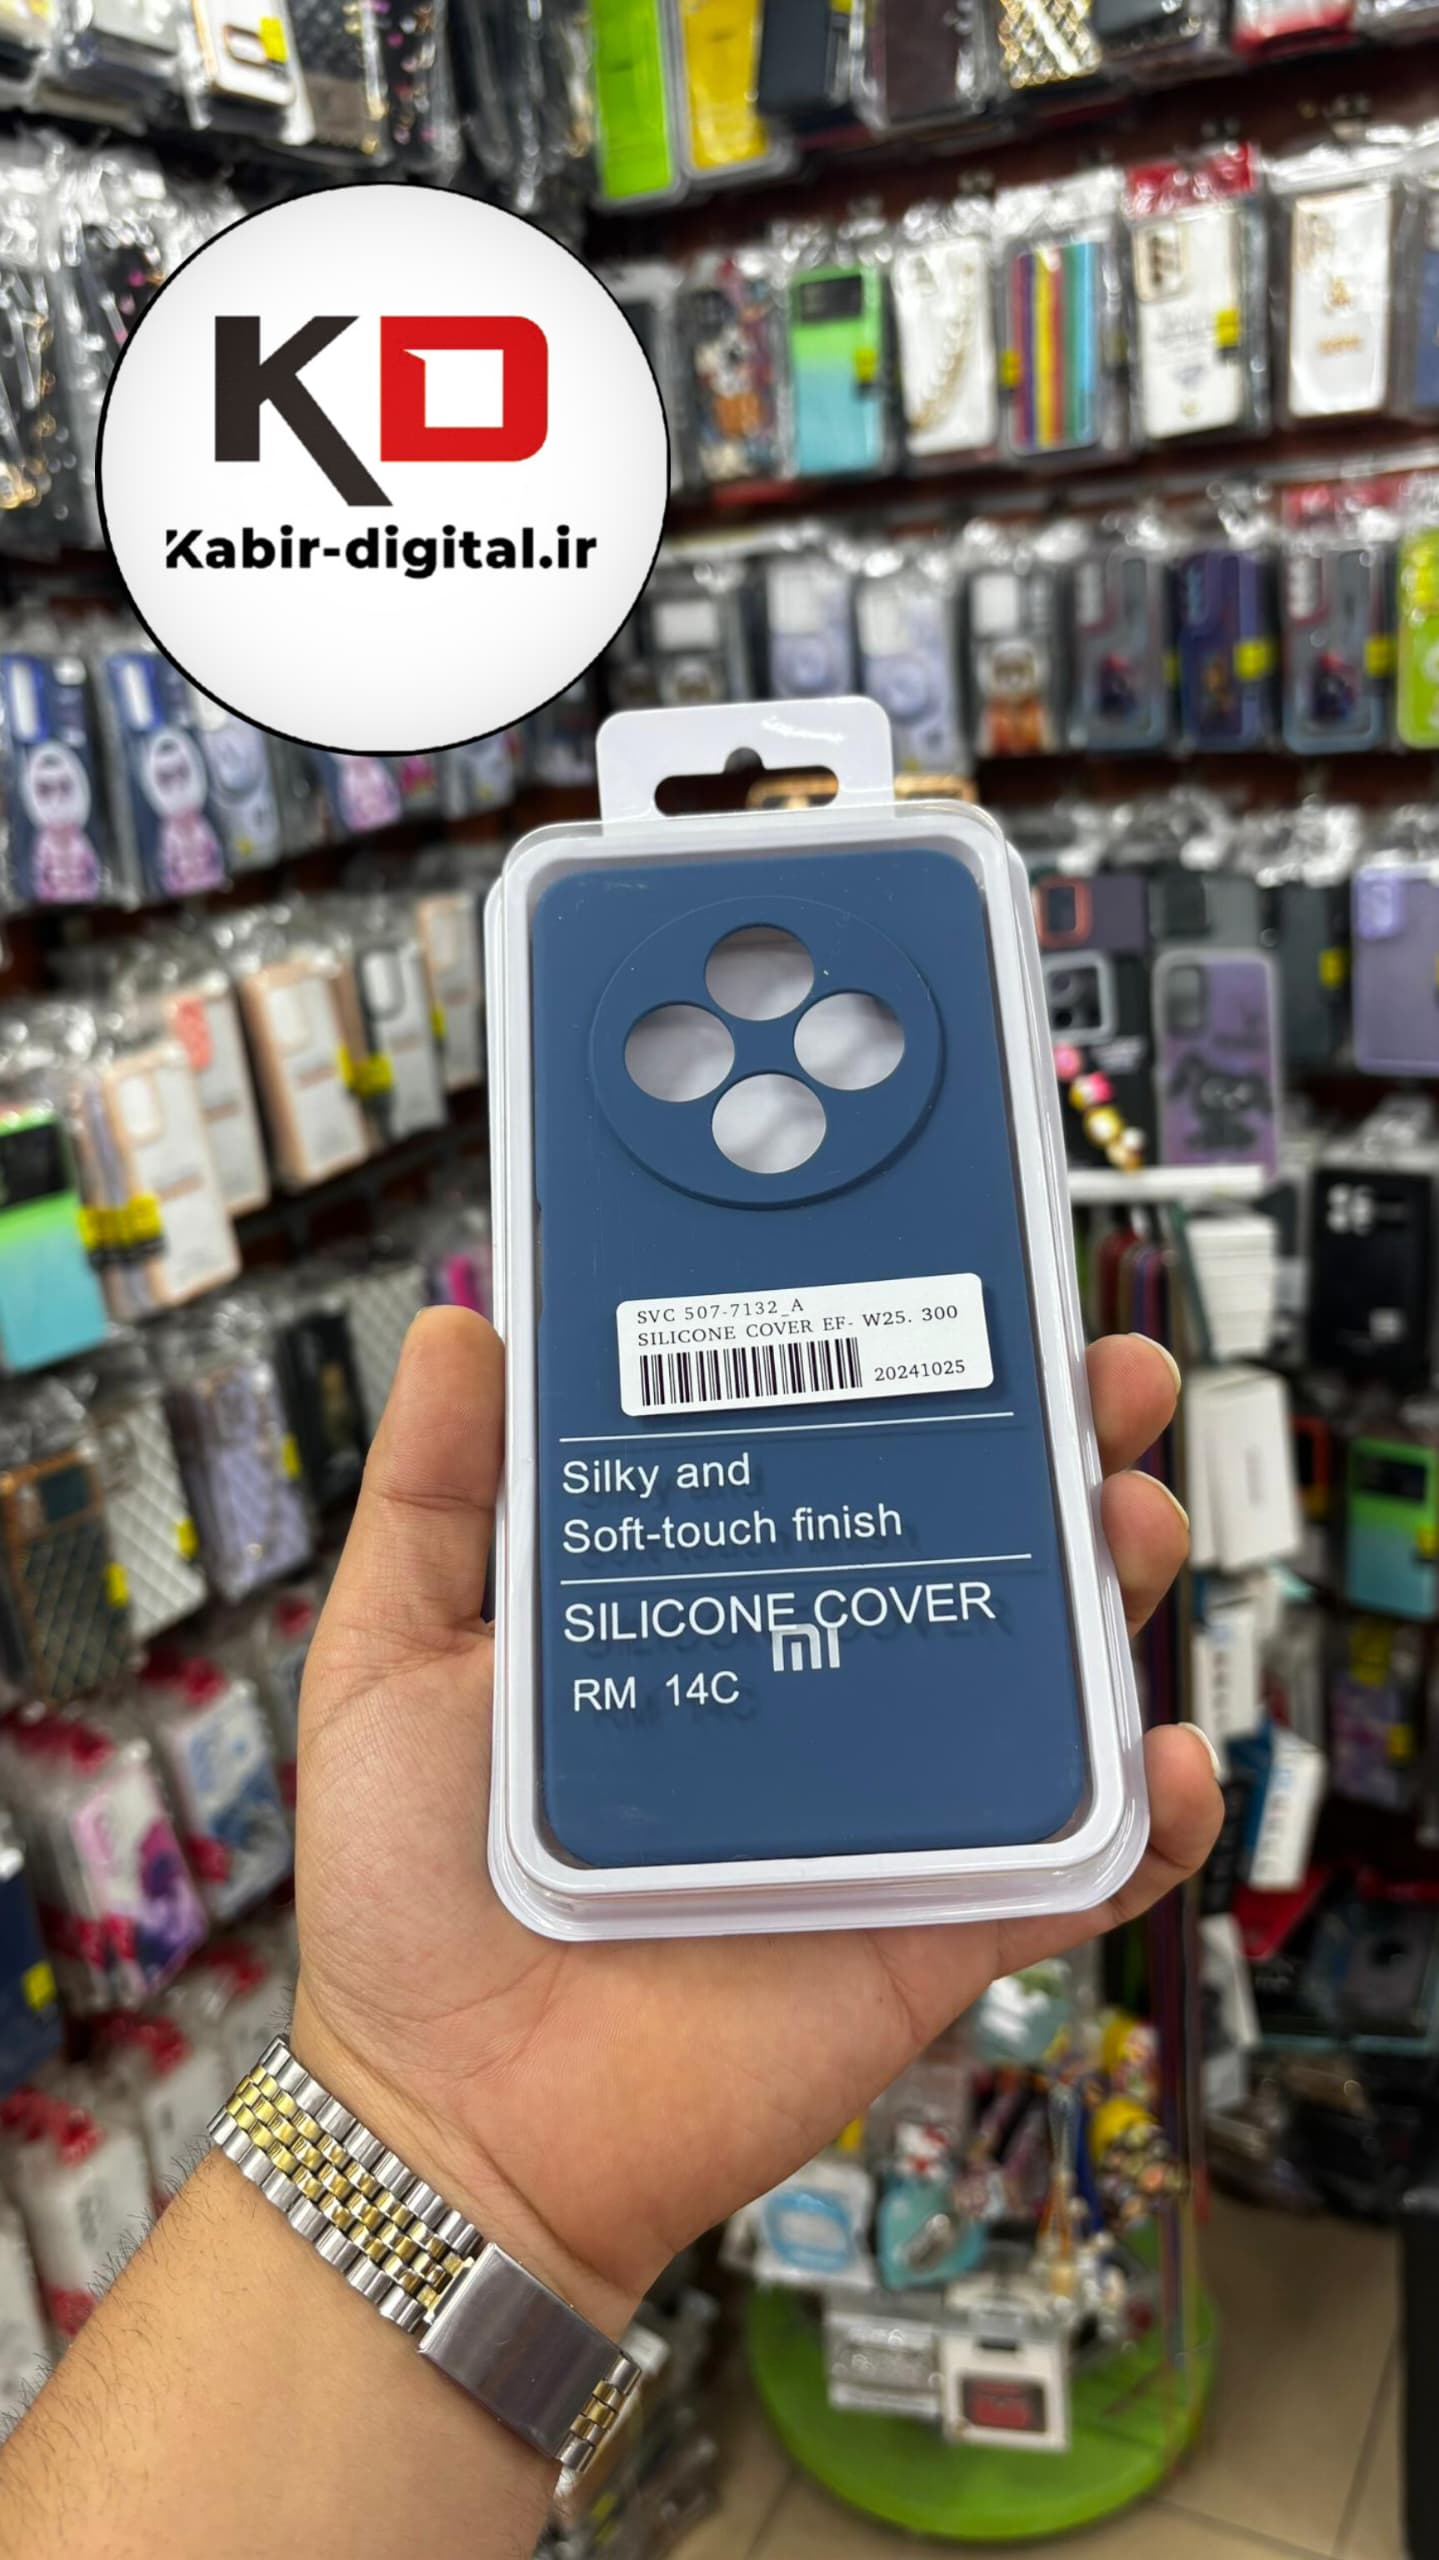 KD
Kabir-digital.ir
SVC 507-7132_A
SILICONE COVER EF- W25. 300
20241025
Silky and
Soft-touch finish
SILICONE COVER
mi
RM 14C